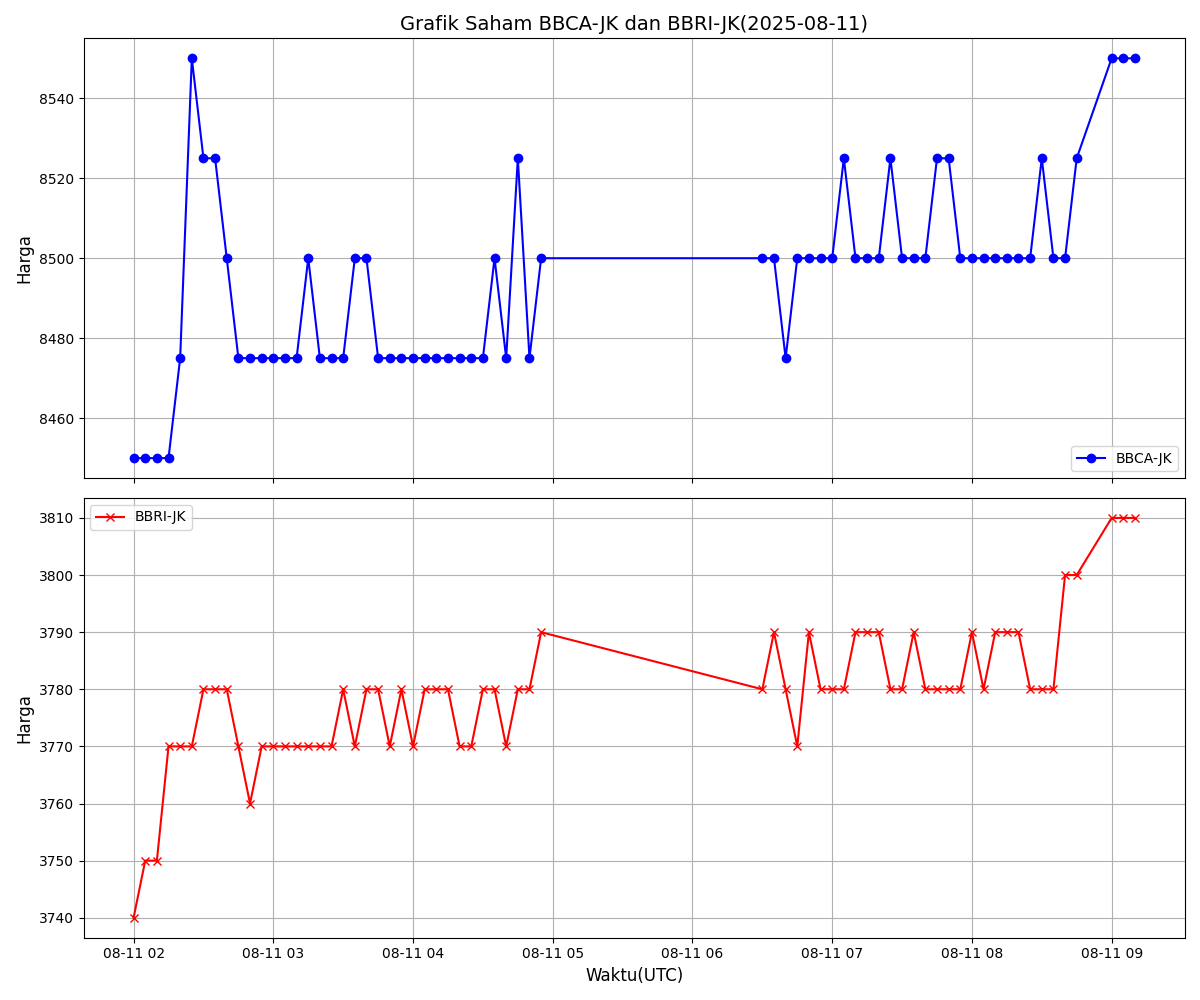 Grafik Saham BBCA-JK dan BBRI-JK(2025-08-11)
8540
8520
8500
8480
8460
Harga
BBCA-JK
BBRI-JK
3810
3800
3790
3780
3770
3760
3750
3740
Harga
08-11 02 08-11 03 08-11 04 08-11 05 08-11 06 08-11 07 08-11 08 08-11 09
Waktu(UTC)